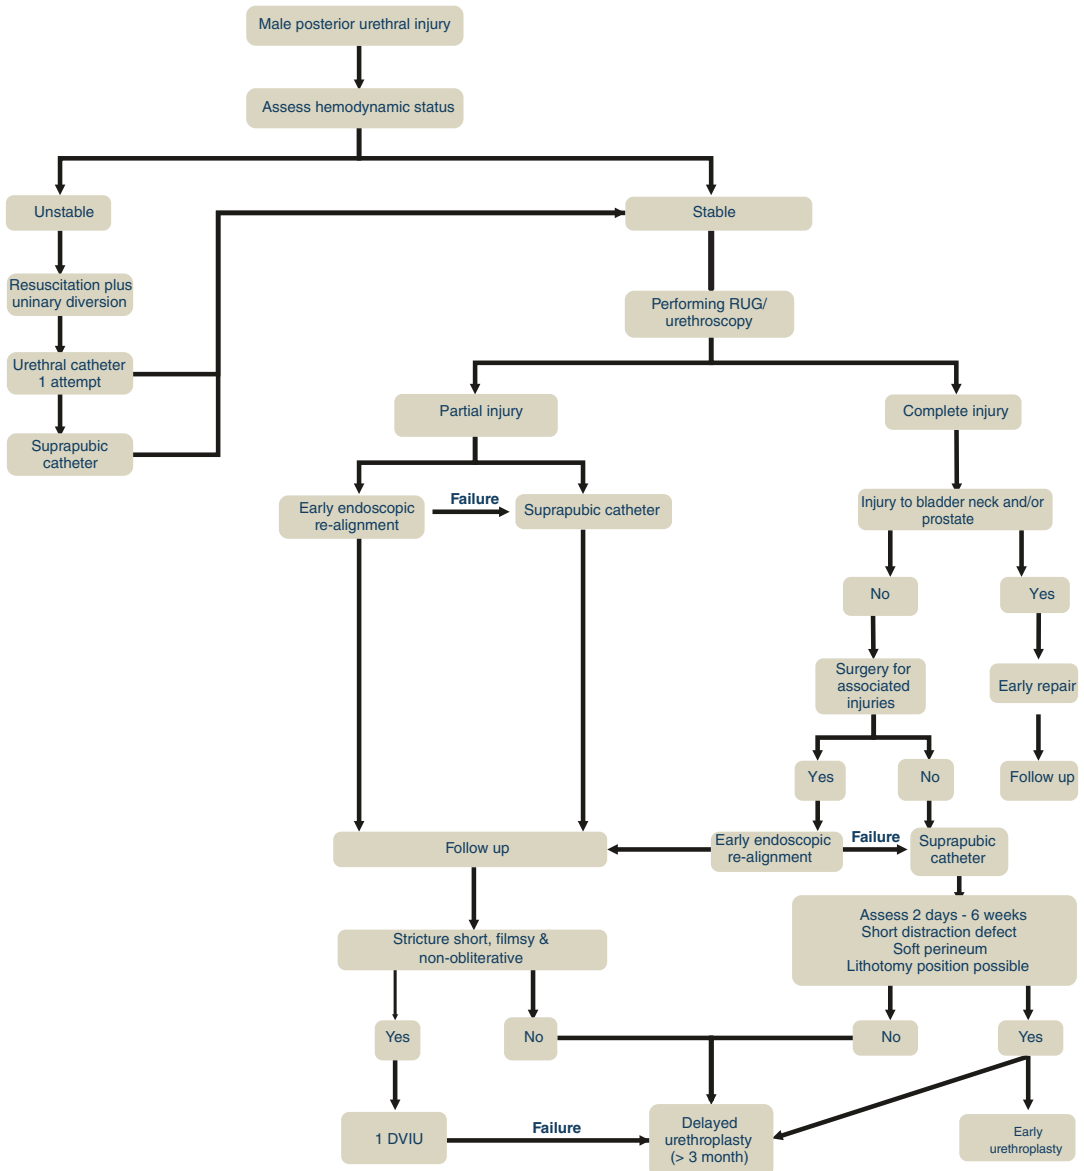 Male posterior urethral injury
Assess hemodynamic status
Unstable
Stable
Resuscitation plus
uninary diversion
Performing RUG/
urethroscopy
Urethral catheter
1 attempt
Suprapubic
catheter
Partial injury
Complete injury
Early endoscopic
re-alignment
Failure
Suprapubic catheter
Injury to bladder neck and/or
prostate
No
Yes
Surgery for
associated
injuries
Early repair
Yes
No
Follow up
Follow up
Early endoscopic
re-alignment
Failure
Suprapubic
catheter
Assess 2 days - 6 weeks
Short distraction defect
Soft perineum
Lithotomy position possible
Stricture short, filmsy &
non-obliterative
Yes
No
No
Yes
1 DVIU
Failure
Delayed
urethroplasty
(> 3 month)
Early
urethroplasty